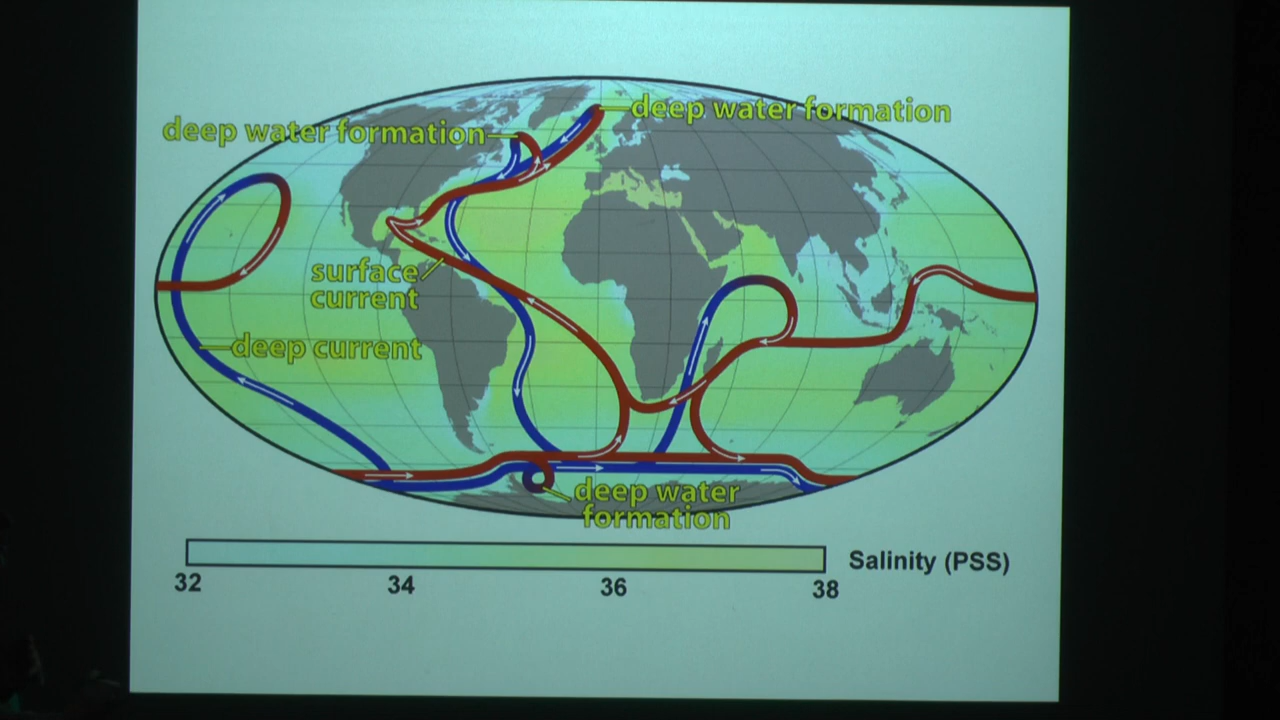 deep water formation
deep water formation
surface
current
deep current
deep water
formation
Salinity (PSS)
32 34 36 38